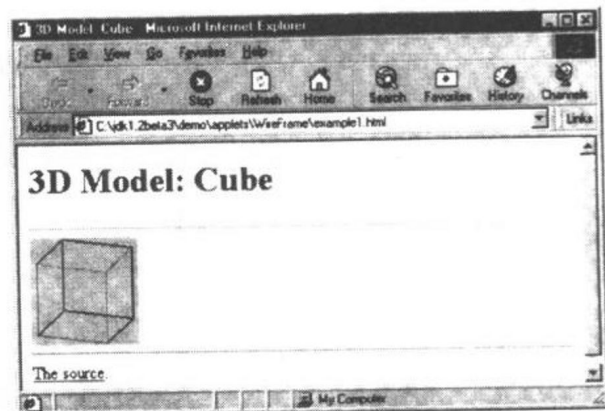 3D Model: Cube - Microsoft Internet Explorer
File Edit View Go Favorites Help
Forward Stop Refresh Home Search Favorites History Channels
Address C:\jdk1.2beta3\demo\applets\WireFrame\example1.html Links
3D Model: Cube
The source.
My Computer